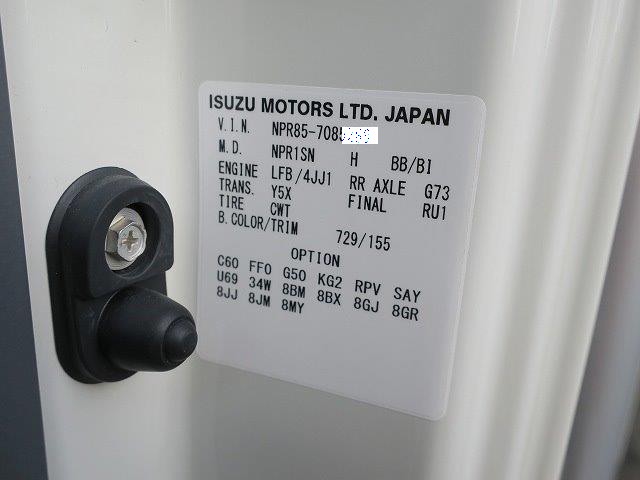 ISUZU MOTORS LTD. JAPAN
V.I.N. NPR85-708
M.D. NPR1SN H BB/BI
ENGINE LFB/4JJ1 RR AXLE G73
TRANS. Y5X FINAL RU1
TIRE CWT
B.COLOR/TRIM 729/155
OPTION
C60 FF0 G50 KG2 RPV SAY
U69 34W 8BM 8BX 8GJ 8GR
8JJ 8JM 8MY